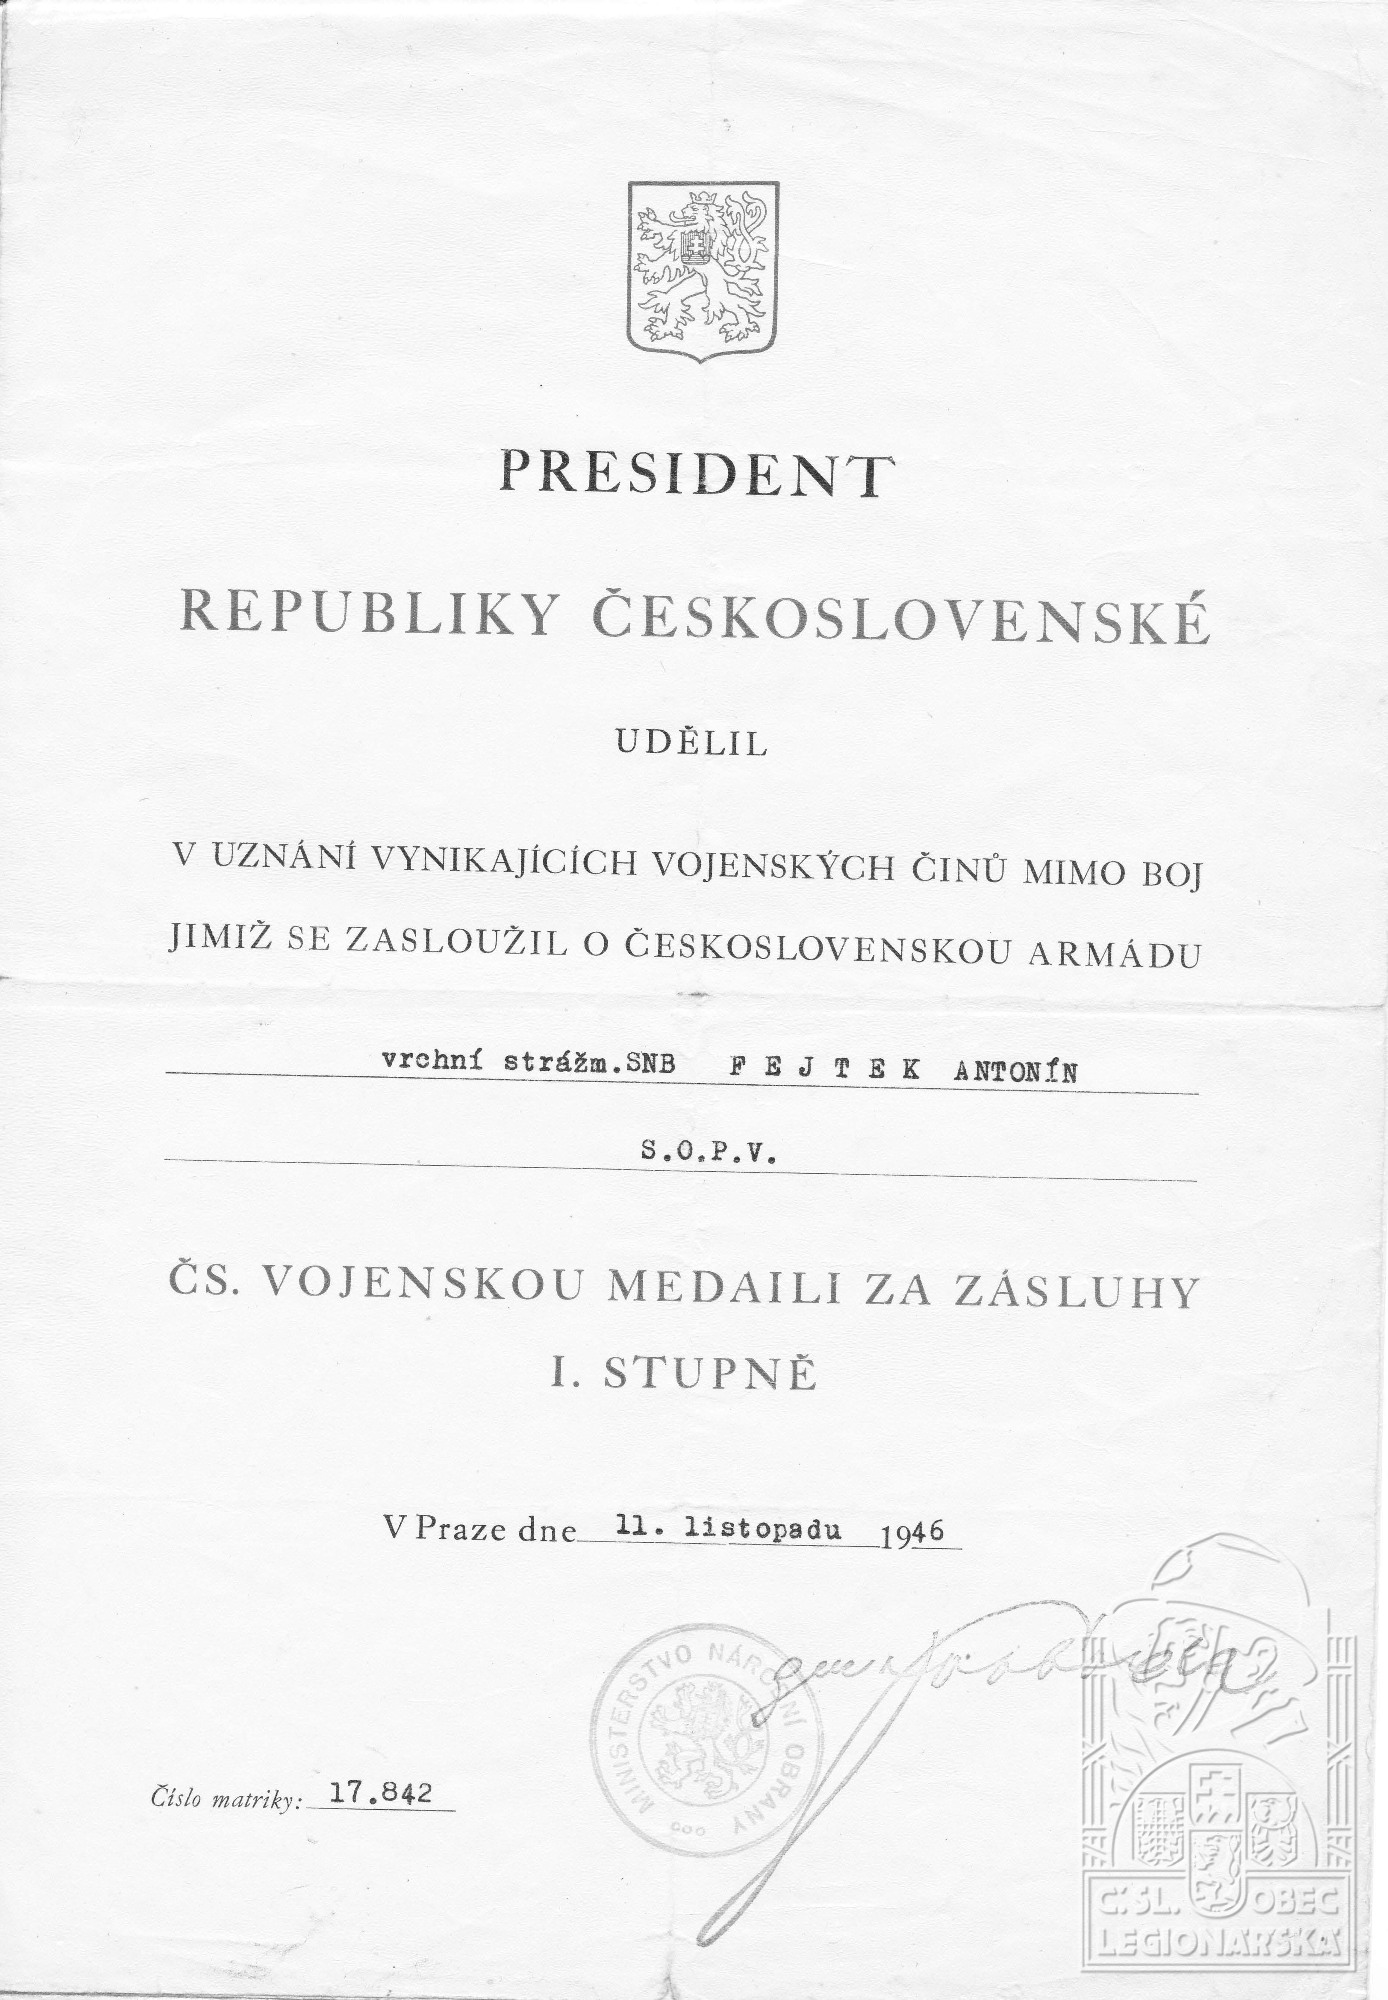 PRESIDENT
REPUBLIKY ČESKOSLOVENSKÉ
UDĚLIL
V UZNÁNÍ VYNIKAJÍCÍCH VOJENSKÝCH ČINŮ MIMO BOJ
JIMIŽ SE ZASLOUŽIL O ČESKOSLOVENSKOU ARMÁDU
vrchní strážm.SNB F E J T E K ANTONÍN
S.O.P.V.
ČS. VOJENSKOU MEDAILI ZA ZÁSLUHY
I. STUPNĚ
V Praze dne 11. listopadu 1946
MINISTERSTVO NÁRODNÍ OBRANY
Číslo matriky: 17.842
Č.SL. OBEC
LEGIONÁŘSKÁ